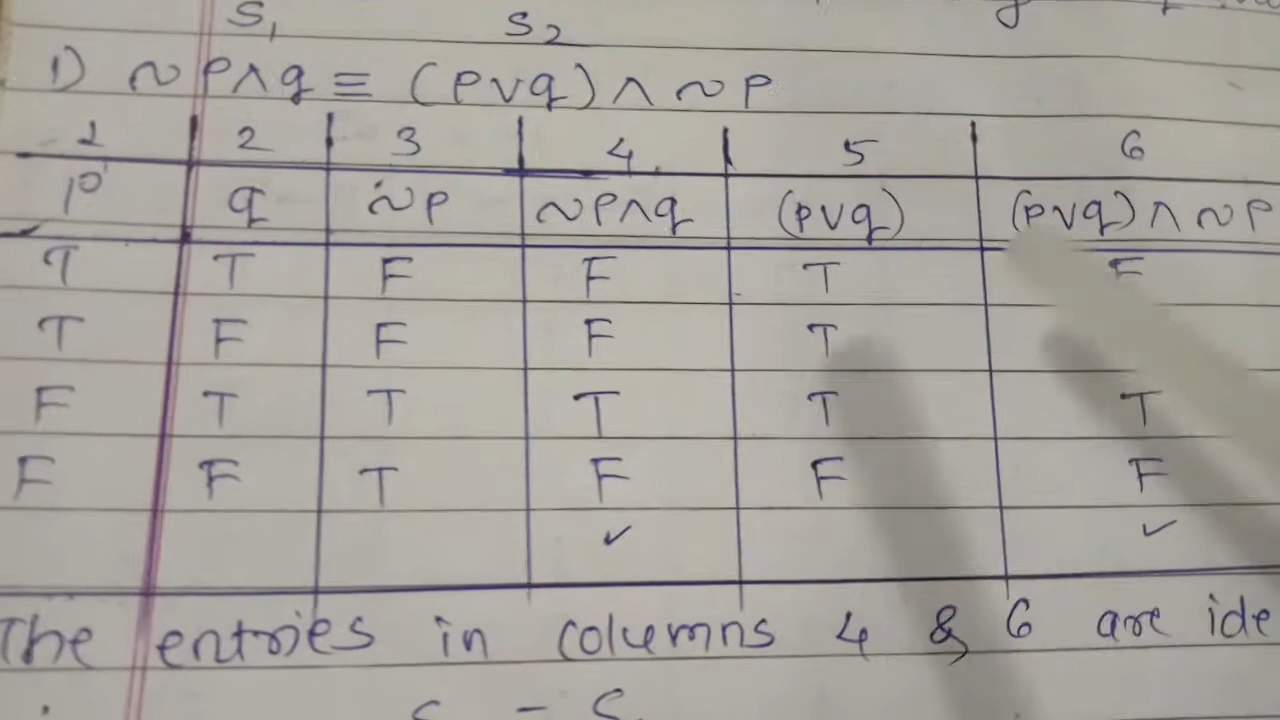 S₁ S₂
1) ~p∧q ≡ (p∨q)∧~p
1 2 3 4 5 6
p q ~p ~p∧q (p∨q) (p∨q)∧~p
T T F F T F
T F F F T
F T T T T T
F F T F F F
✓ ✓
The entries in columns 4 & 6 are ide